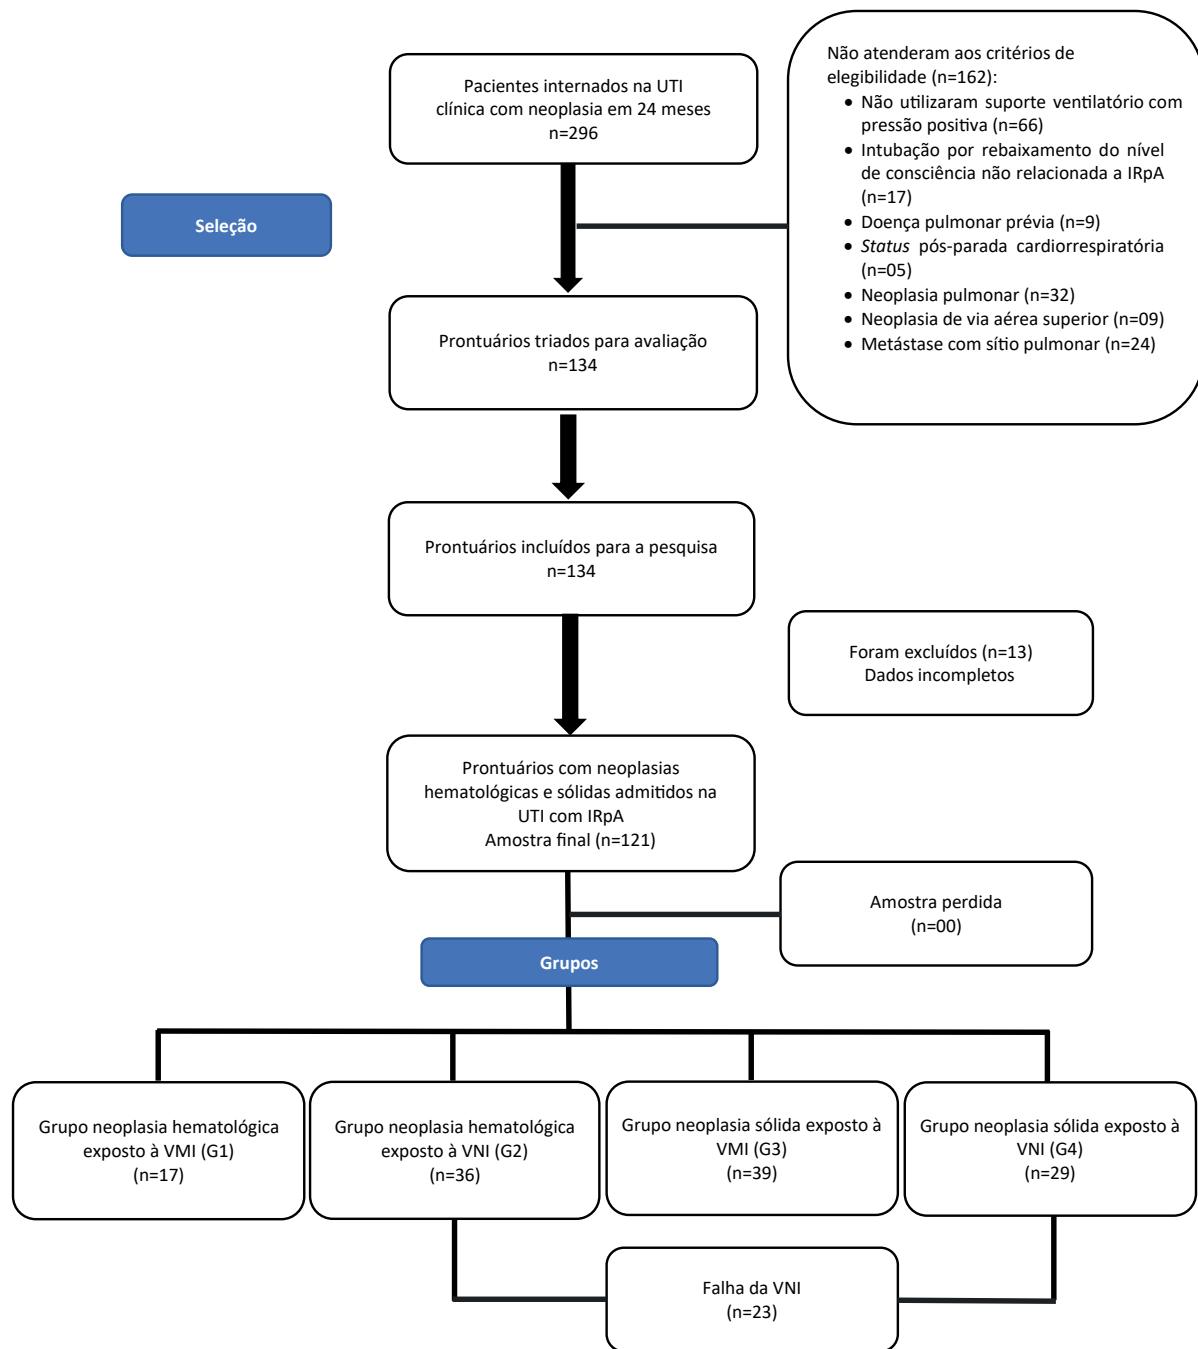 Pacientes internados na UTI
clínica com neoplasia em 24 meses
n=296
Não atenderam aos critérios de
elegibilidade (n=162):
• Não utilizaram suporte ventilatório com
pressão positiva (n=66)
• Intubação por rebaixamento do nível
de consciência não relacionada a IRpA
(n=17)
• Doença pulmonar prévia (n=9)
• Status pós-parada cardiorrespiratória
(n=05)
• Neoplasia pulmonar (n=32)
• Neoplasia de via aérea superior (n=09)
• Metástase com sítio pulmonar (n=24)
Seleção
Prontuários triados para avaliação
n=134
Prontuários incluídos para a pesquisa
n=134
Foram excluídos (n=13)
Dados incompletos
Prontuários com neoplasias
hematológicas e sólidas admitidos na
UTI com IRpA
Amostra final (n=121)
Amostra perdida
(n=00)
Grupos
Grupo neoplasia hematológica
exposto à VMI (G1)
(n=17)
Grupo neoplasia hematológica
exposto à VNI (G2)
(n=36)
Grupo neoplasia sólida exposto à
VMI (G3)
(n=39)
Grupo neoplasia sólida exposto à
VNI (G4)
(n=29)
Falha da VNI
(n=23)